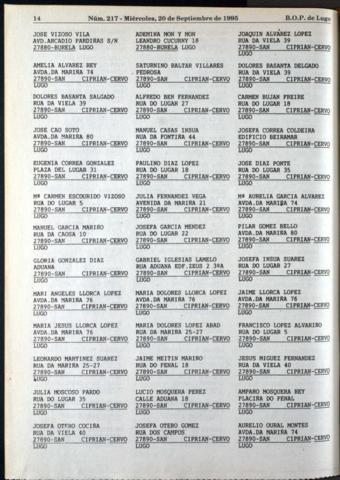 14 Núm. 217 - Miércoles, 20 de Septiembre de 1995 B.O.P. de Lugo
JOSE VIZOSO VILA
AVD.ARCADIO PARDIÑAS S/N
27880-BURELA LUGO
AMELIA ALVAREZ REY
AVDA.DA MARIÑA 74
27890-SAN CIPRIAN-CERVO
LUGO
DOLORES BASANTA SALGADO
RUA DA VIELA 39
27890-SAN CIPRIAN-CERVO
LUGO
JOSE CAO SOTO
AVDA.DA MARIÑA 80
27890-SAN CIPRIAN-CERVO
LUGO
EUGENIA CORREA GONZALEZ
PLAZA DEL LUGAR 31
27890-SAN CIPRIAN-CERVO
LUGO
Mª CARMEN ESCOURIDO VIZOSO
RUA DO LUGAR 5
27890-SAN CIPRIAN-CERVO
LUGO
MANUEL GARCIA MARIÑO
RUA DA CAOSA 10
27890-SAN CIPRIAN-CERVO
LUGO
GLORIA GONZALEZ DIAZ
ADUANA
27890-SAN CIPRIAN-CERVO
LUGO
MARI ANGELES LLORCA LOPEZ
AVDA.DA MARIÑA 76
27890-SAN CIPRIAN-CERVO
LUGO
MARIA JESUS LLORCA LOPEZ
AVDA.DA MARIÑA 76
27890-SAN CIPRIAN-CERVO
LUGO
LEONARDO MARTINEZ SUAREZ
RUA DA MARIÑA 25-27
27890-SAN CIPRIAN-CERVO
LUGO
JULIA MOSCOSO PARDO
RUA DO LUGAR 35
27890-SAN CIPRIAN-CERVO
LUGO
JOSEFA OTERO COCIÑA
RUA DA VIELA 40
27890-SAN CIPRIAN-CERVO
LUGO
ADEMINA MON Y MON
LEANDRO CUCURNY 18
27880-BURELA LUGO
SATURNINO BALTAR VILLARES
PEDROSA
27890-SAN CIPRIAN-CERVO
LUGO
ALFREDO BEN FERNANDEZ
RUA DO LUGAR 27
27890-SAN CIPRIAN-CERVO
LUGO
MANUEL CASAS INSUA
RUA DA FONTIÑA 44
27890-SAN CIPRIAN-CERVO
LUGO
PAULINO DIAZ LOPEZ
RUA DO LUGAR 18
27890-SAN CIPRIAN-CERVO
LUGO
JULIA FERNANDEZ VEGA
AVENIDA DA MARIÑA 21
27890-SAN CIPRIAN-CERVO
LUGO
JOSEFA GARCIA MENDEZ
RUA DO LUGAR 22
27890-SAN CIPRIAN-CERVO
LUGO
GABRIEL IGLESIAS LAMELO
RUA ADUANA EDF.ZEUS 2 3ºA
27890-SAN CIPRIAN-CERVO
LUGO
MARIA DOLORES LLORCA LOPEZ
AVDA.DA MARIÑA 76
27890-SAN CIPRIAN-CERVO
LUGO
MARIA DOLORES LOPEZ ABAD
RUA DA MARIÑA 25-27
27890-SAN CIPRIAN-CERVO
LUGO
JAIME MEITIN MARIÑO
RUA DO PENAL 18
27890-SAN CIPRIAN-CERVO
LUGO
LUCIO MOSQUERA PEREZ
CALLE ADUANA 18
27890-SAN CIPRIAN-CERVO
LUGO
JOSEFA OTERO GOMEZ
RUA DOS CAMPOS
27890-SAN CIPRIAN-CERVO
LUGO
JOAQUIN ALVAREZ LOPEZ
RUA DA VIELA 39
27890-SAN CIPRIAN-CERVO
LUGO
DOLORES BASANTA DELGADO
RUA DA VIELA 39
27890-SAN CIPRIAN-CERVO
LUGO
CARMEN BUJAN FREIRE
RUA DO LUGAR 18
27890-SAN CIPRIAN-CERVO
LUGO
JOSEFA CORREA COLDEIRA
EDIFICIO BEIRAMAR
27890-SAN CIPRIAN-CERVO
LUGO
JOSE DIAZ PONTE
RUA DO LUGAR 35
27890-SAN CIPRIAN-CERVO
LUGO
Mª AURELIA GARCIA ALVAREZ
AVDA.DA MARIÑA 74
27890-SAN CIPRIAN-CERVO
LUGO
PILAR GOMEZ BELLO
AVDA.DA MARIÑA 80
27890-SAN CIPRIAN-CERVO
LUGO
JOSEFA INSUA SUAREZ
RUA DO LUGAR 27
27890-SAN CIPRIAN-CERVO
LUGO
JAIME LLORCA LOPEZ
AVDA.DA MARIÑA 76
27890-SAN CIPRIAN-CERVO
LUGO
FRANCISCO LOPEZ ALVARIÑO
RUA DO LUGAR 5
27890-SAN CIPRIAN-CERVO
LUGO
JESUS MIGUEZ FERNANDEZ
RUA DA VIELA 40
27890-SAN CIPRIAN-CERVO
LUGO
AMPARO MOSQUERA REY
PLACIÑA DO PENAL
27890-SAN CIPRIAN-CERVO
LUGO
AURELIO OURAL MONTES
AVDA.DA MARIÑA 74
27890-SAN CIPRIAN-CERVO
LUGO